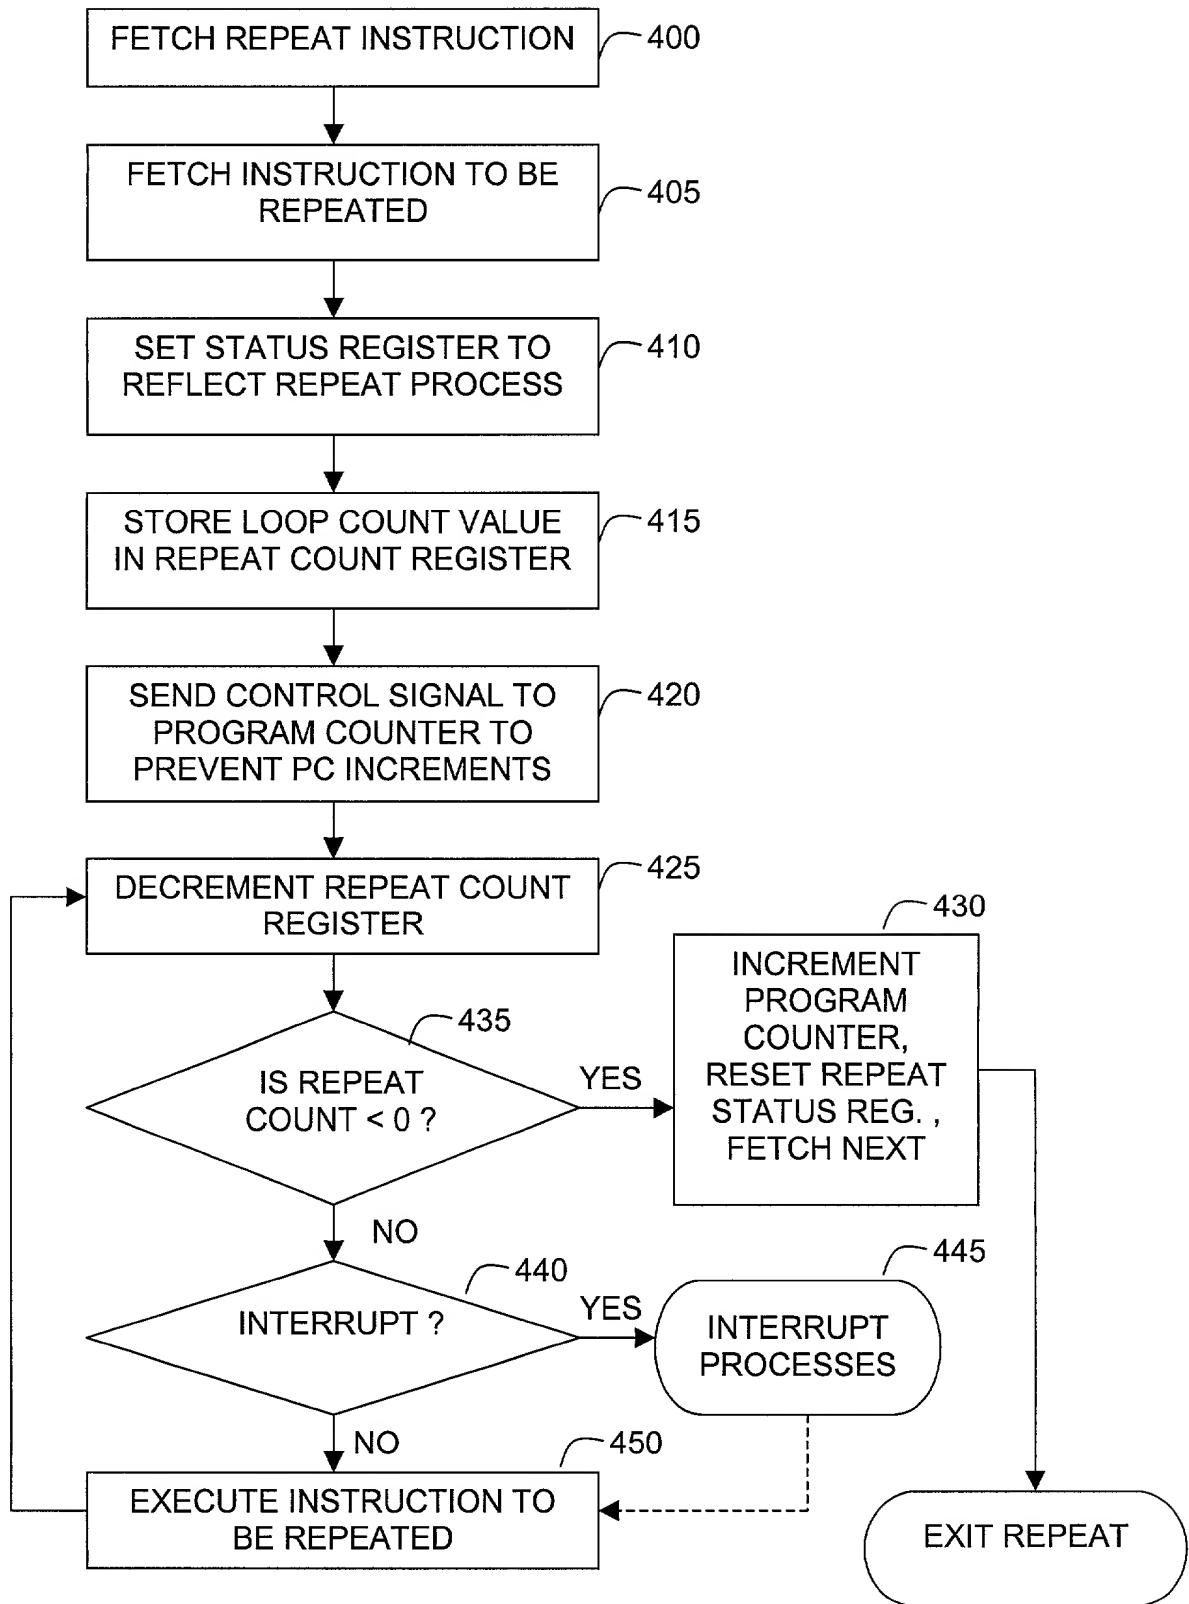 FETCH REPEAT INSTRUCTION
400
FETCH INSTRUCTION TO BE
REPEATED
405
SET STATUS REGISTER TO
REFLECT REPEAT PROCESS
410
STORE LOOP COUNT VALUE
IN REPEAT COUNT REGISTER
415
SEND CONTROL SIGNAL TO
PROGRAM COUNTER TO
PREVENT PC INCREMENTS
420
DECREMENT REPEAT COUNT
REGISTER
425
430
INCREMENT
PROGRAM
COUNTER,
RESET REPEAT
STATUS REG. ,
FETCH NEXT
435
IS REPEAT
COUNT < 0 ?
YES
NO
440
INTERRUPT ?
YES
445
INTERRUPT
PROCESSES
NO
450
EXECUTE INSTRUCTION TO
BE REPEATED
EXIT REPEAT